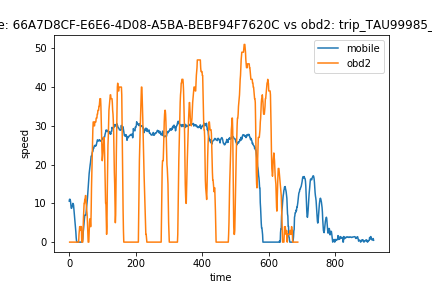 e: 66A7D8CF-E6E6-4D08-A5BA-BEBF94F7620C vs obd2: trip_TAU99985_
mobile
obd2
50
40
30
20
10
0
speed
0 200 400 600 800
time